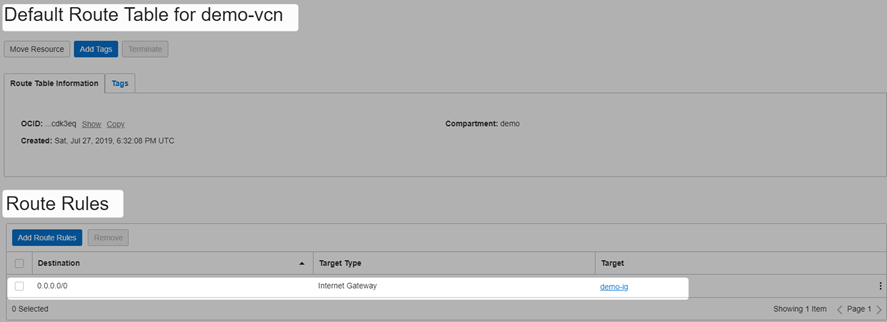 Default Route Table for demo-vcn
Move Resource Add Tags Terminate
Route Table Information Tags
OCID: ...cdk3eq Show Copy Compartment: demo
Created: Sat, Jul 27, 2019, 6:32:08 PM UTC
Route Rules
Add Route Rules Remove
Destination Target Type Target
0.0.0.0/0 Internet Gateway demo-ig
0 Selected Showing 1 Item Page 1